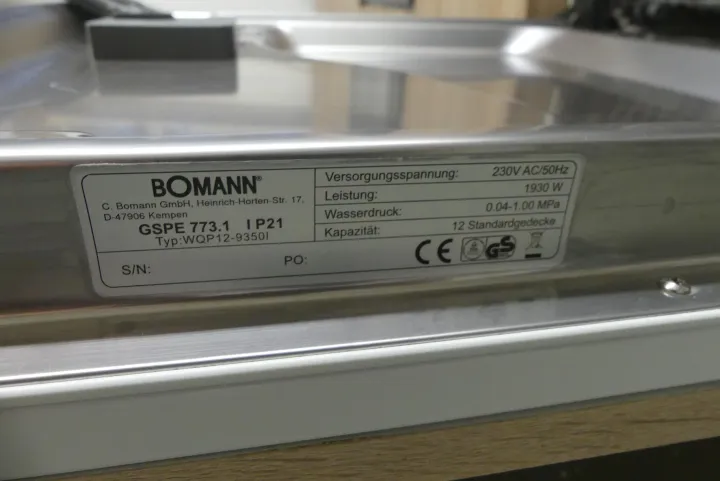 BOMANN®
C. Bomann GmbH, Heinrich-Horten-Str. 17,
D-47906 Kempen
GSPE 773.1 I P21
Typ:WQP12-9350I
S/N: PO:
Versorgungsspannung: 230V AC/50Hz
Leistung: 1930 W
Wasserdruck: 0.04-1.00 MPa
Kapazität: 12 Standardgedecke
CE GS